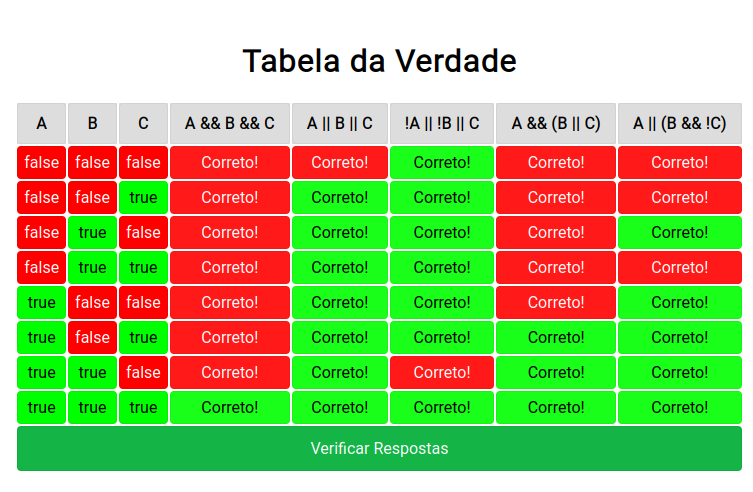 Tabela da Verdade
A B C A && B && C A || B || C !A || !B || C A && (B || C) A || (B && !C)
false false false Correto! Correto! Correto! Correto! Correto!
false false true Correto! Correto! Correto! Correto! Correto!
false true false Correto! Correto! Correto! Correto! Correto!
false true true Correto! Correto! Correto! Correto! Correto!
true false false Correto! Correto! Correto! Correto! Correto!
true false true Correto! Correto! Correto! Correto! Correto!
true true false Correto! Correto! Correto! Correto! Correto!
true true true Correto! Correto! Correto! Correto! Correto!
Verificar Respostas